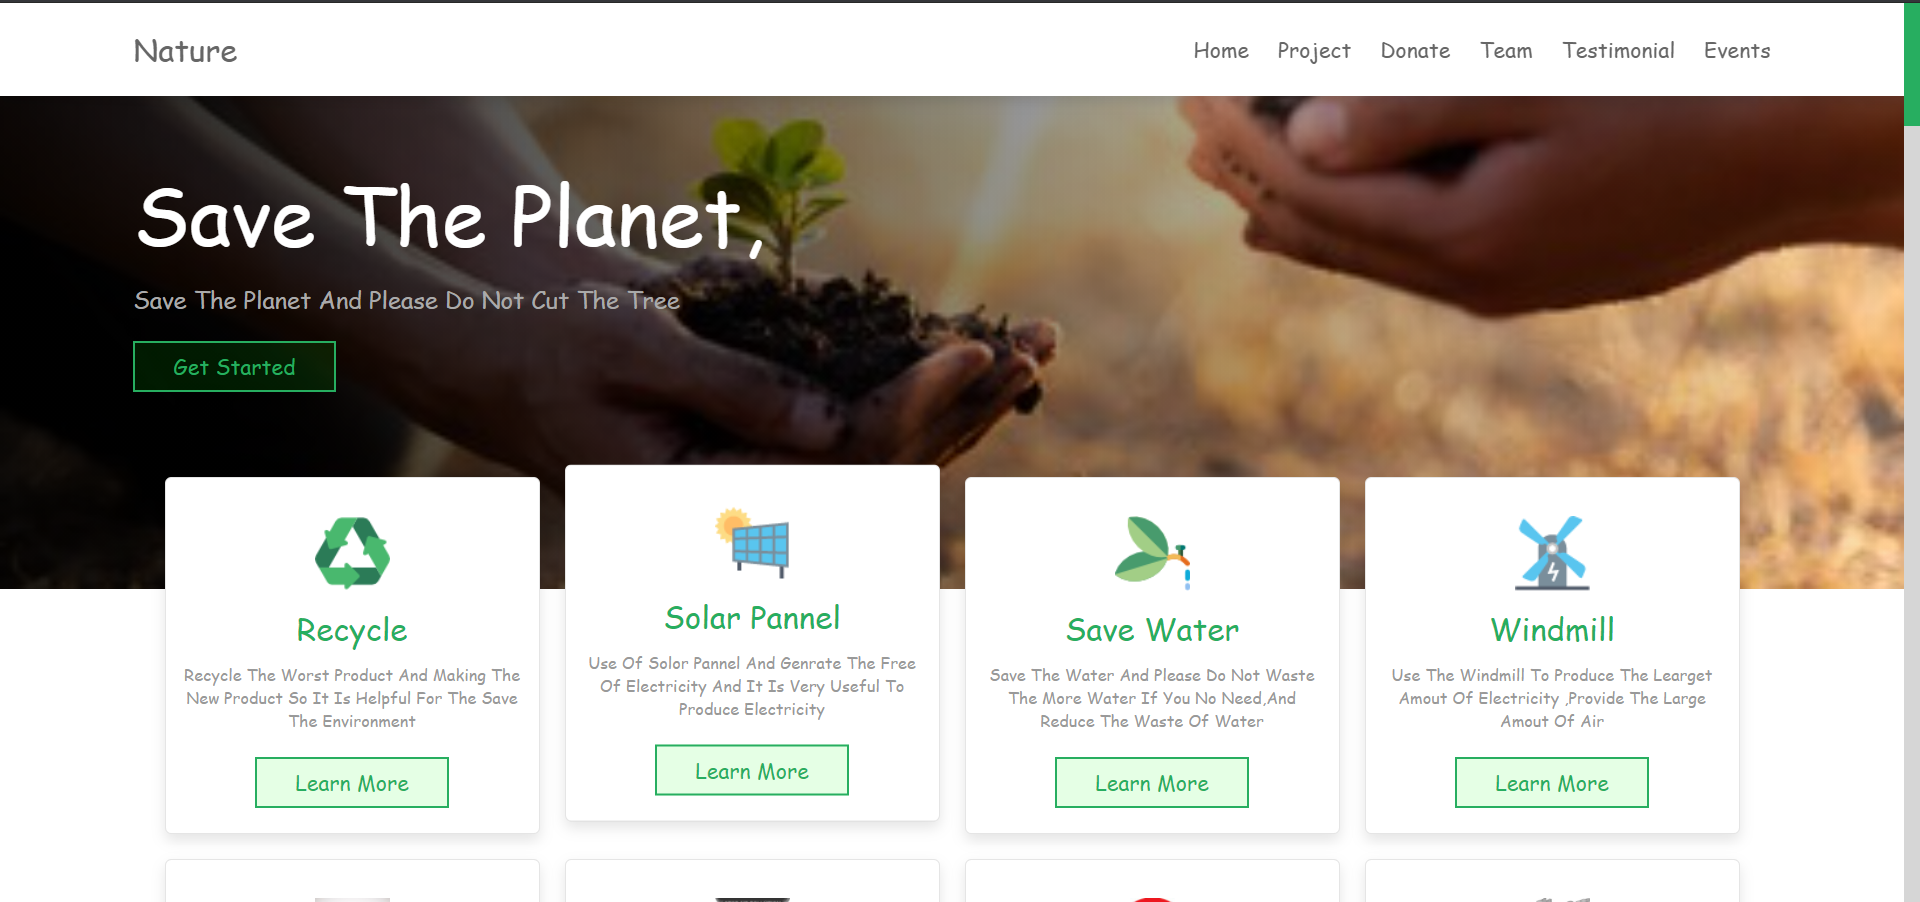 Nature
Home Project Donate Team Testimonial Events
Save The Planet,
Save The Planet And Please Do Not Cut The Tree
Get Started
Recycle
Recycle The Worst Product And Making The
New Product So It Is Helpful For The Save
The Environment
Learn More
Solar Pannel
Use Of Solor Pannel And Genrate The Free
Of Electricity And It Is Very Useful To
Produce Electricity
Learn More
Save Water
Save The Water And Please Do Not Waste
The More Water If You No Need,And
Reduce The Waste Of Water
Learn More
Windmill
Use The Windmill To Produce The Tearget
Amout Of Electricity ,Provide The Large
Amout Of Air
Learn More